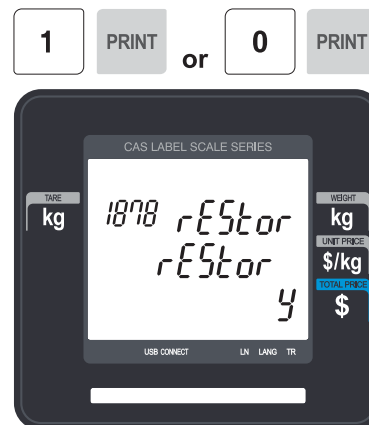 1 PRINT or 0 PRINT
CAS LABEL SCALE SERIES
TARE
kg
1878 rEStor
rEStor
y
WEIGHT
kg
UNIT PRICE
$/kg
TOTAL PRICE
$
USB CONNECT LN LANG TR